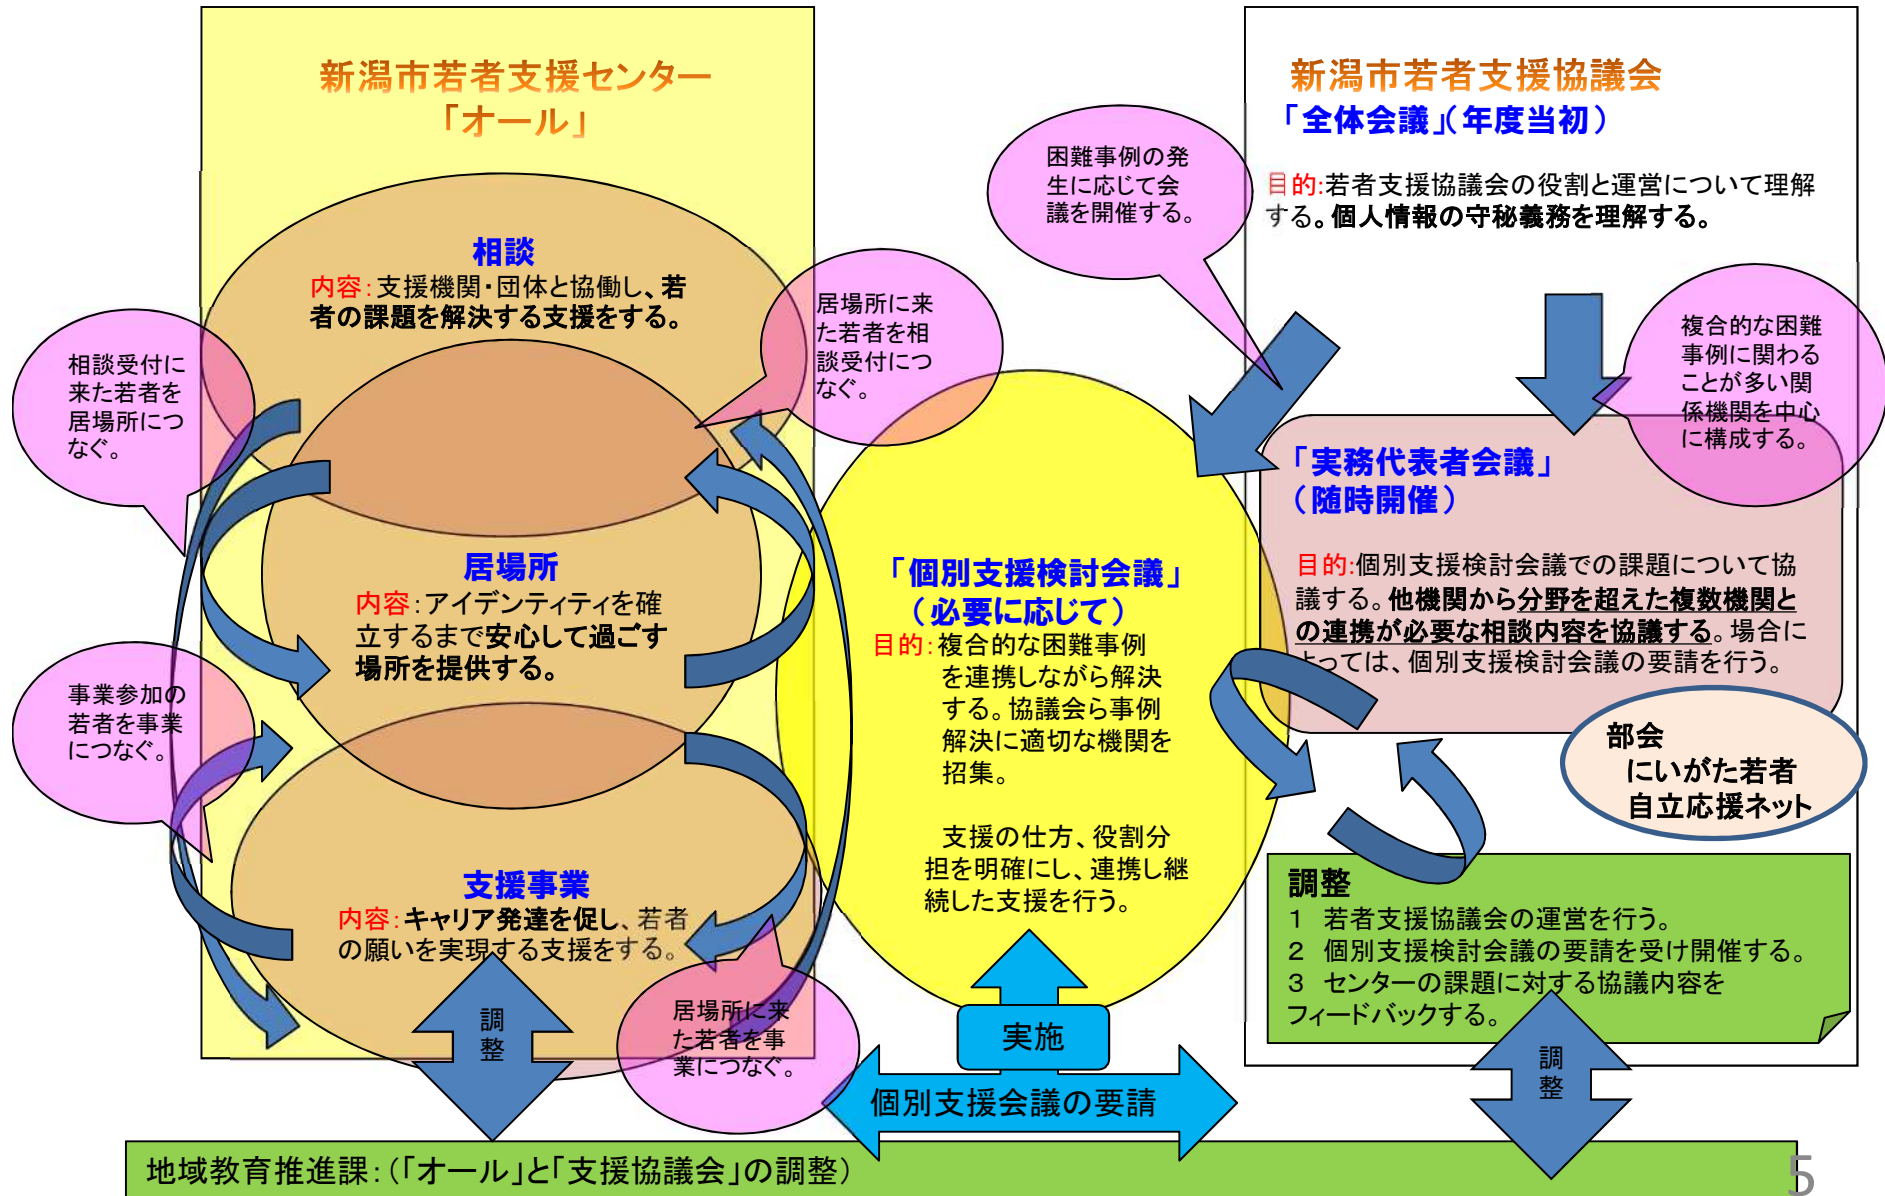 新潟市若者支援センター
「オール」
相談
内容：支援機関・団体と協働し、若
者の課題を解決する支援をする。
相談受付に
来た若者を
居場所につ
なぐ。
居場所に来
た若者を相
談受付につ
なぐ。
居場所
内容：アイデンティティを確
立するまで安心して過ごす
場所を提供する。
事業参加の
若者を事業
につなぐ。
支援事業
内容：キャリア発達を促し、若者
の願いを実現する支援をする。
居場所に来
た若者を事
業につなぐ。
調
整
困難事例の発
生に応じて会
議を開催する。
「個別支援検討会議」
（必要に応じて）
目的：複合的な困難事例
を連携しながら解決
する。協議会ら事例
解決に適切な機関を
招集。
支援の仕方、役割分
担を明確にし、連携し継
続した支援を行う。
実施
個別支援会議の要請
新潟市若者支援協議会
「全体会議」（年度当初）
目的:若者支援協議会の役割と運営について理解
する。個人情報の守秘義務を理解する。
複合的な困難
事例に関わる
ことが多い関
係機関を中心
に構成する。
「実務代表者会議」
（随時開催）
目的:個別支援検討会議での課題について協
議する。他機関から分野を超えた複数機関と
の連携が必要な相談内容を協議する。場合に
よっては、個別支援検討会議の要請を行う。
部会
にいがた若者
自立応援ネット
調整
1　若者支援協議会の運営を行う。
2　個別支援検討会議の要請を受け開催する。
3　センターの課題に対する協議内容を
フィードバックする。
調
整
地域教育推進課：（「オール」と「支援協議会」の調整）
5